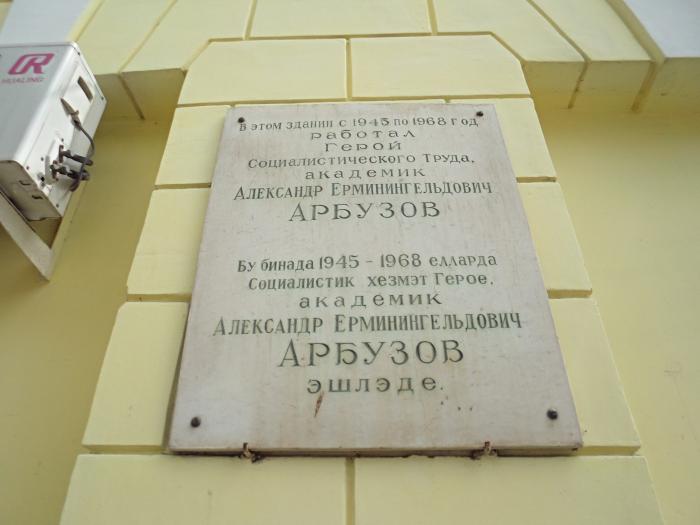 R
HUALING
В этом здании с 1945 по 1968 год
работал
Герой
Социалистического Труда,
академик
Александр Ерминингельдович
АРБУЗОВ
Бу бинада 1945 - 1968 елларда
Социалистик хезмэт Герое,
академик
Александр Ерминингельдович
АРБУЗОВ
эшлэде.